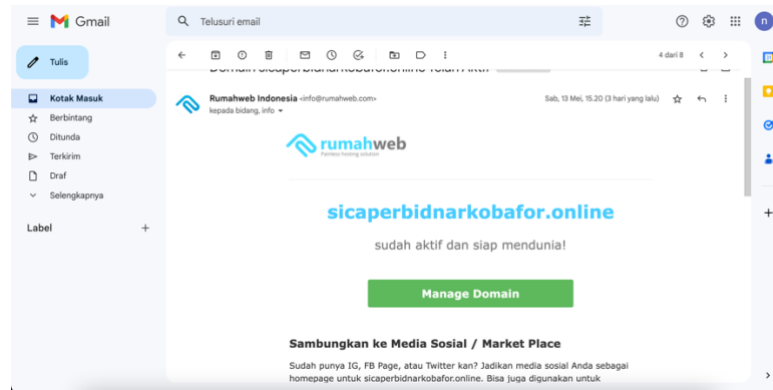 Gmail
Telusuri email
Tulis
4 dari 8
Kotak Masuk
Berbintang
Ditunda
Terkirim
Draf
Selengkapnya
Label
Rumahweb Indonesia <info@rumahweb.com>
Sab, 13 Mei, 15.20 (3 hari yang lalu)
kepada bidang, info
rumahweb
Painless hosting solution
sicaperbidnarkobafor.online
sudah aktif dan siap mendunia!
Manage Domain
Sambungkan ke Media Sosial / Market Place
Sudah punya IG, FB Page, atau Twitter kan? Jadikan media sosial Anda sebagai
homepage untuk sicaperbidnarkobafor.online. Bisa juga digunakan untuk
n